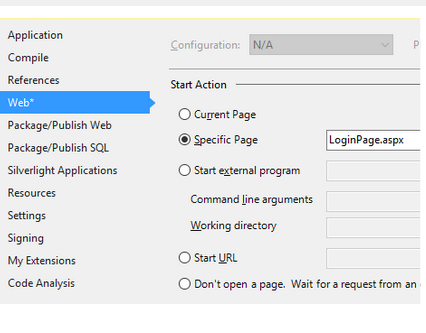 Application
Compile
References
Web*
Package/Publish Web
Package/Publish SQL
Silverlight Applications
Resources
Settings
Signing
My Extensions
Code Analysis
Configuration: N/A P
Start Action
Current Page
Specific Page LoginPage.aspx
Start external program
Command line arguments
Working directory
Start URL
Don't open a page. Wait for a request from an